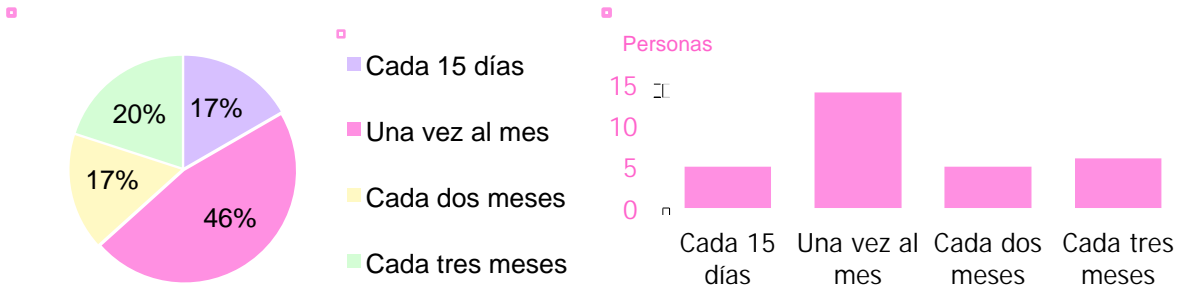 20%
17%
17%
46%
Cada 15 días
Una vez al mes
Cada dos meses
Cada tres meses
Personas
15
10
5
0
Cada 15 días
Una vez al mes
Cada dos meses
Cada tres meses